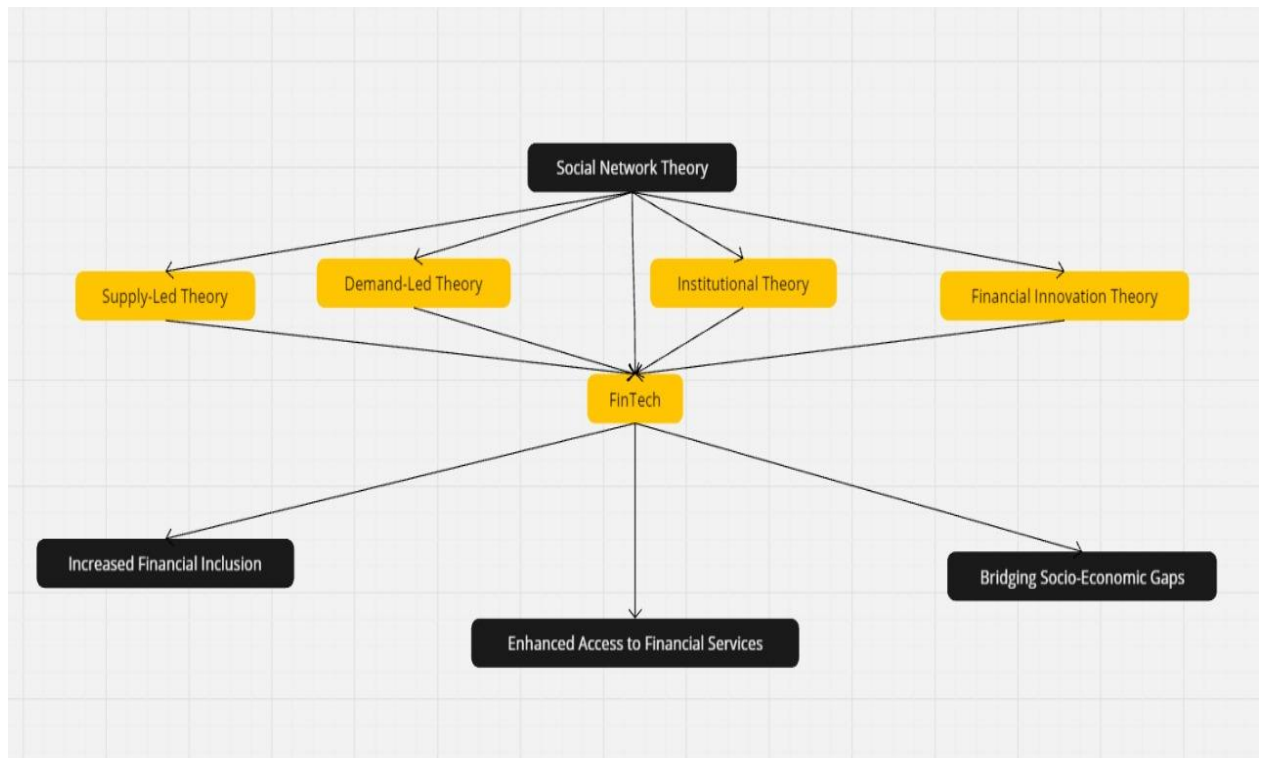 Social Network Theory
Supply-Led Theory
Demand-Led Theory
Institutional Theory
Financial Innovation Theory
FinTech
Increased Financial Inclusion
Bridging Socio-Economic Gaps
Enhanced Access to Financial Services